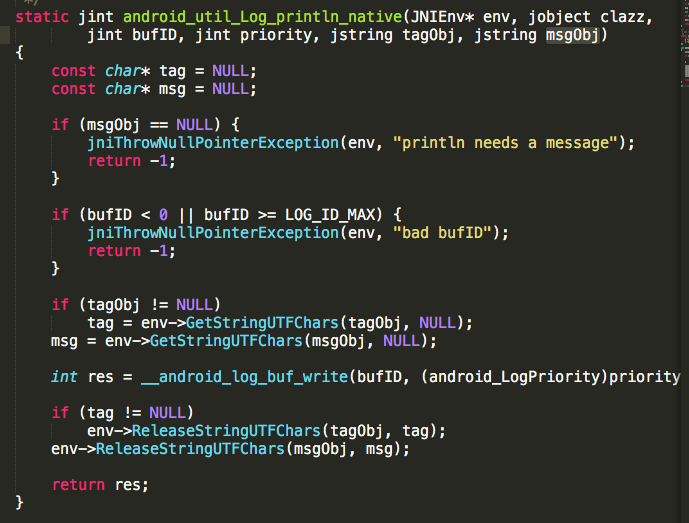 */
static jint android_util_Log_println_native(JNIEnv* env, jobject clazz,
        jint bufID, jint priority, jstring tagObj, jstring msgObj)
{
    const char* tag = NULL;
    const char* msg = NULL;

    if (msgObj == NULL) {
        jniThrowNullPointerException(env, "println needs a message");
        return -1;
    }

    if (bufID < 0 || bufID >= LOG_ID_MAX) {
        jniThrowNullPointerException(env, "bad bufID");
        return -1;
    }

    if (tagObj != NULL)
        tag = env->GetStringUTFChars(tagObj, NULL);
    msg = env->GetStringUTFChars(msgObj, NULL);

    int res = __android_log_buf_write(bufID, (android_LogPriority)priority

    if (tag != NULL)
        env->ReleaseStringUTFChars(tagObj, tag);
    env->ReleaseStringUTFChars(msgObj, msg);

    return res;
}